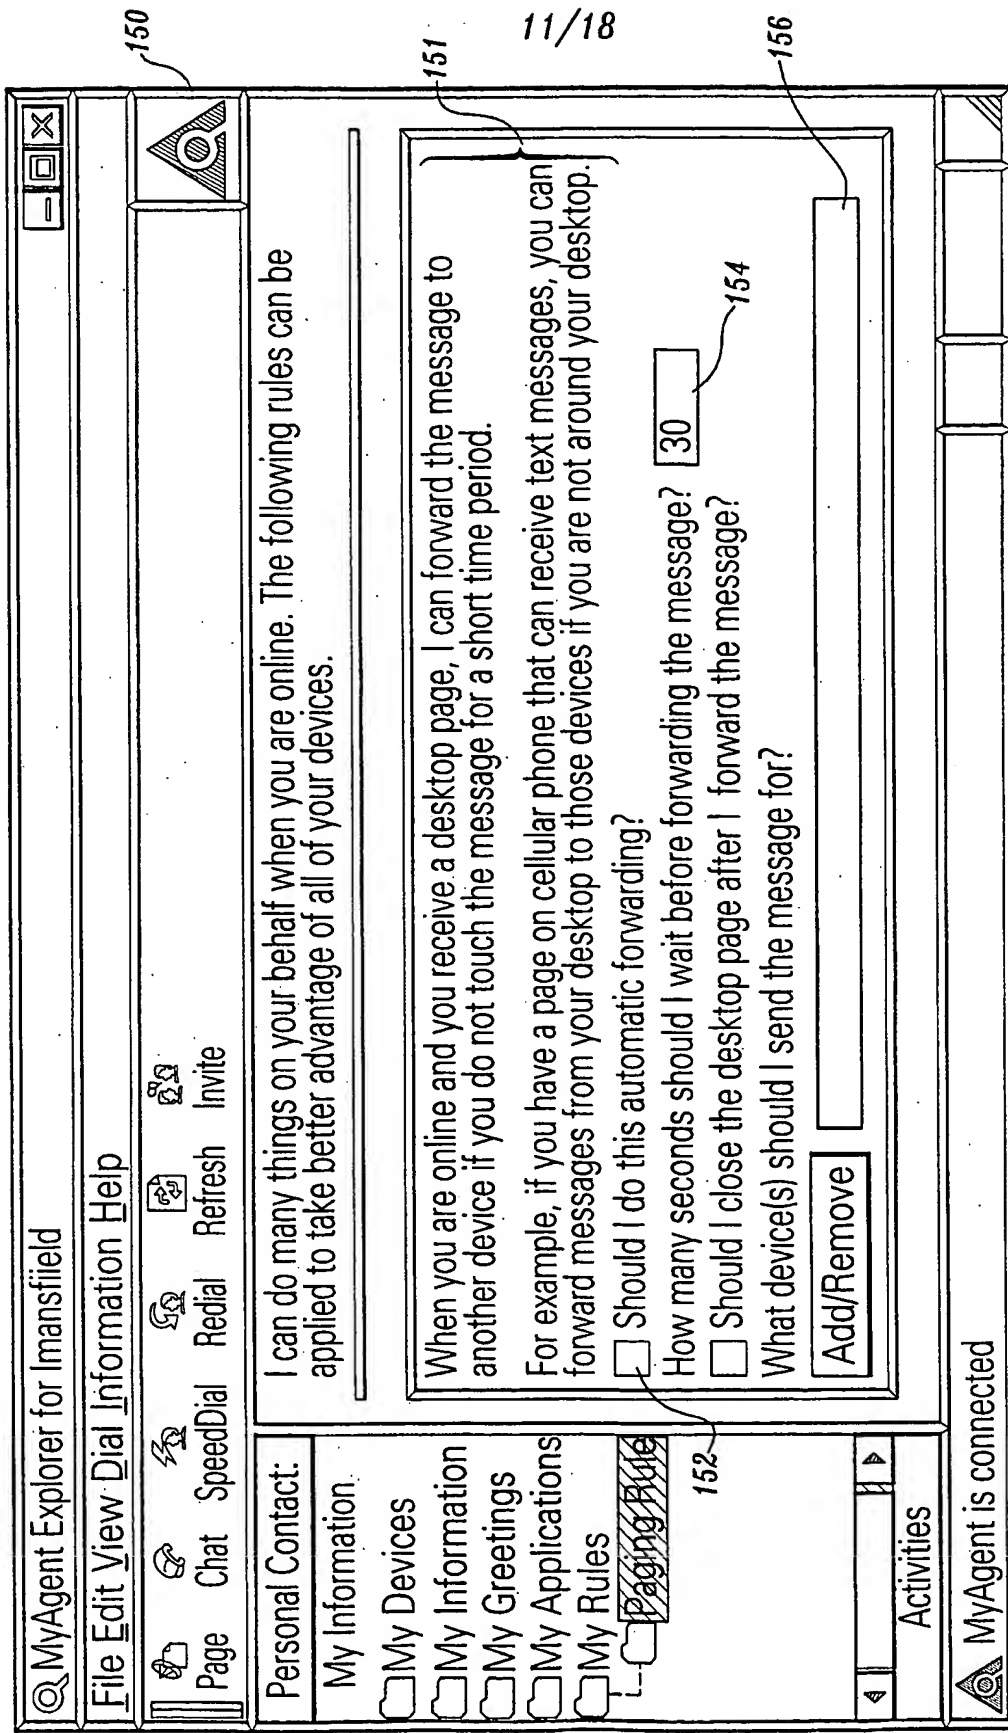 11/18
150
MyAgent Explorer for Imansfiield
File Edit View Dial Information Help
Page Chat SpeedDial Redial Refresh Invite
Personal Contact:
My Information
My Devices
My Information
My Greetings
My Applications
My Rules
Paging Rule
Activities
I can do many things on your behalf when you are online. The following rules can be
applied to take better advantage of all of your devices.
151
When you are online and you receive a desktop page, I can forward the message to
another device if you do not touch the message for a short time period.
For example, if you have a page on cellular phone that can receive text messages, you can
forward messages from your desktop to those devices if you are not around your desktop.
152
Should I do this automatic forwarding?
How many seconds should I wait before forwarding the message? 30
154
Should I close the desktop page after I forward the message?
What device(s) should I send the message for?
Add/Remove
156
MyAgent is connected